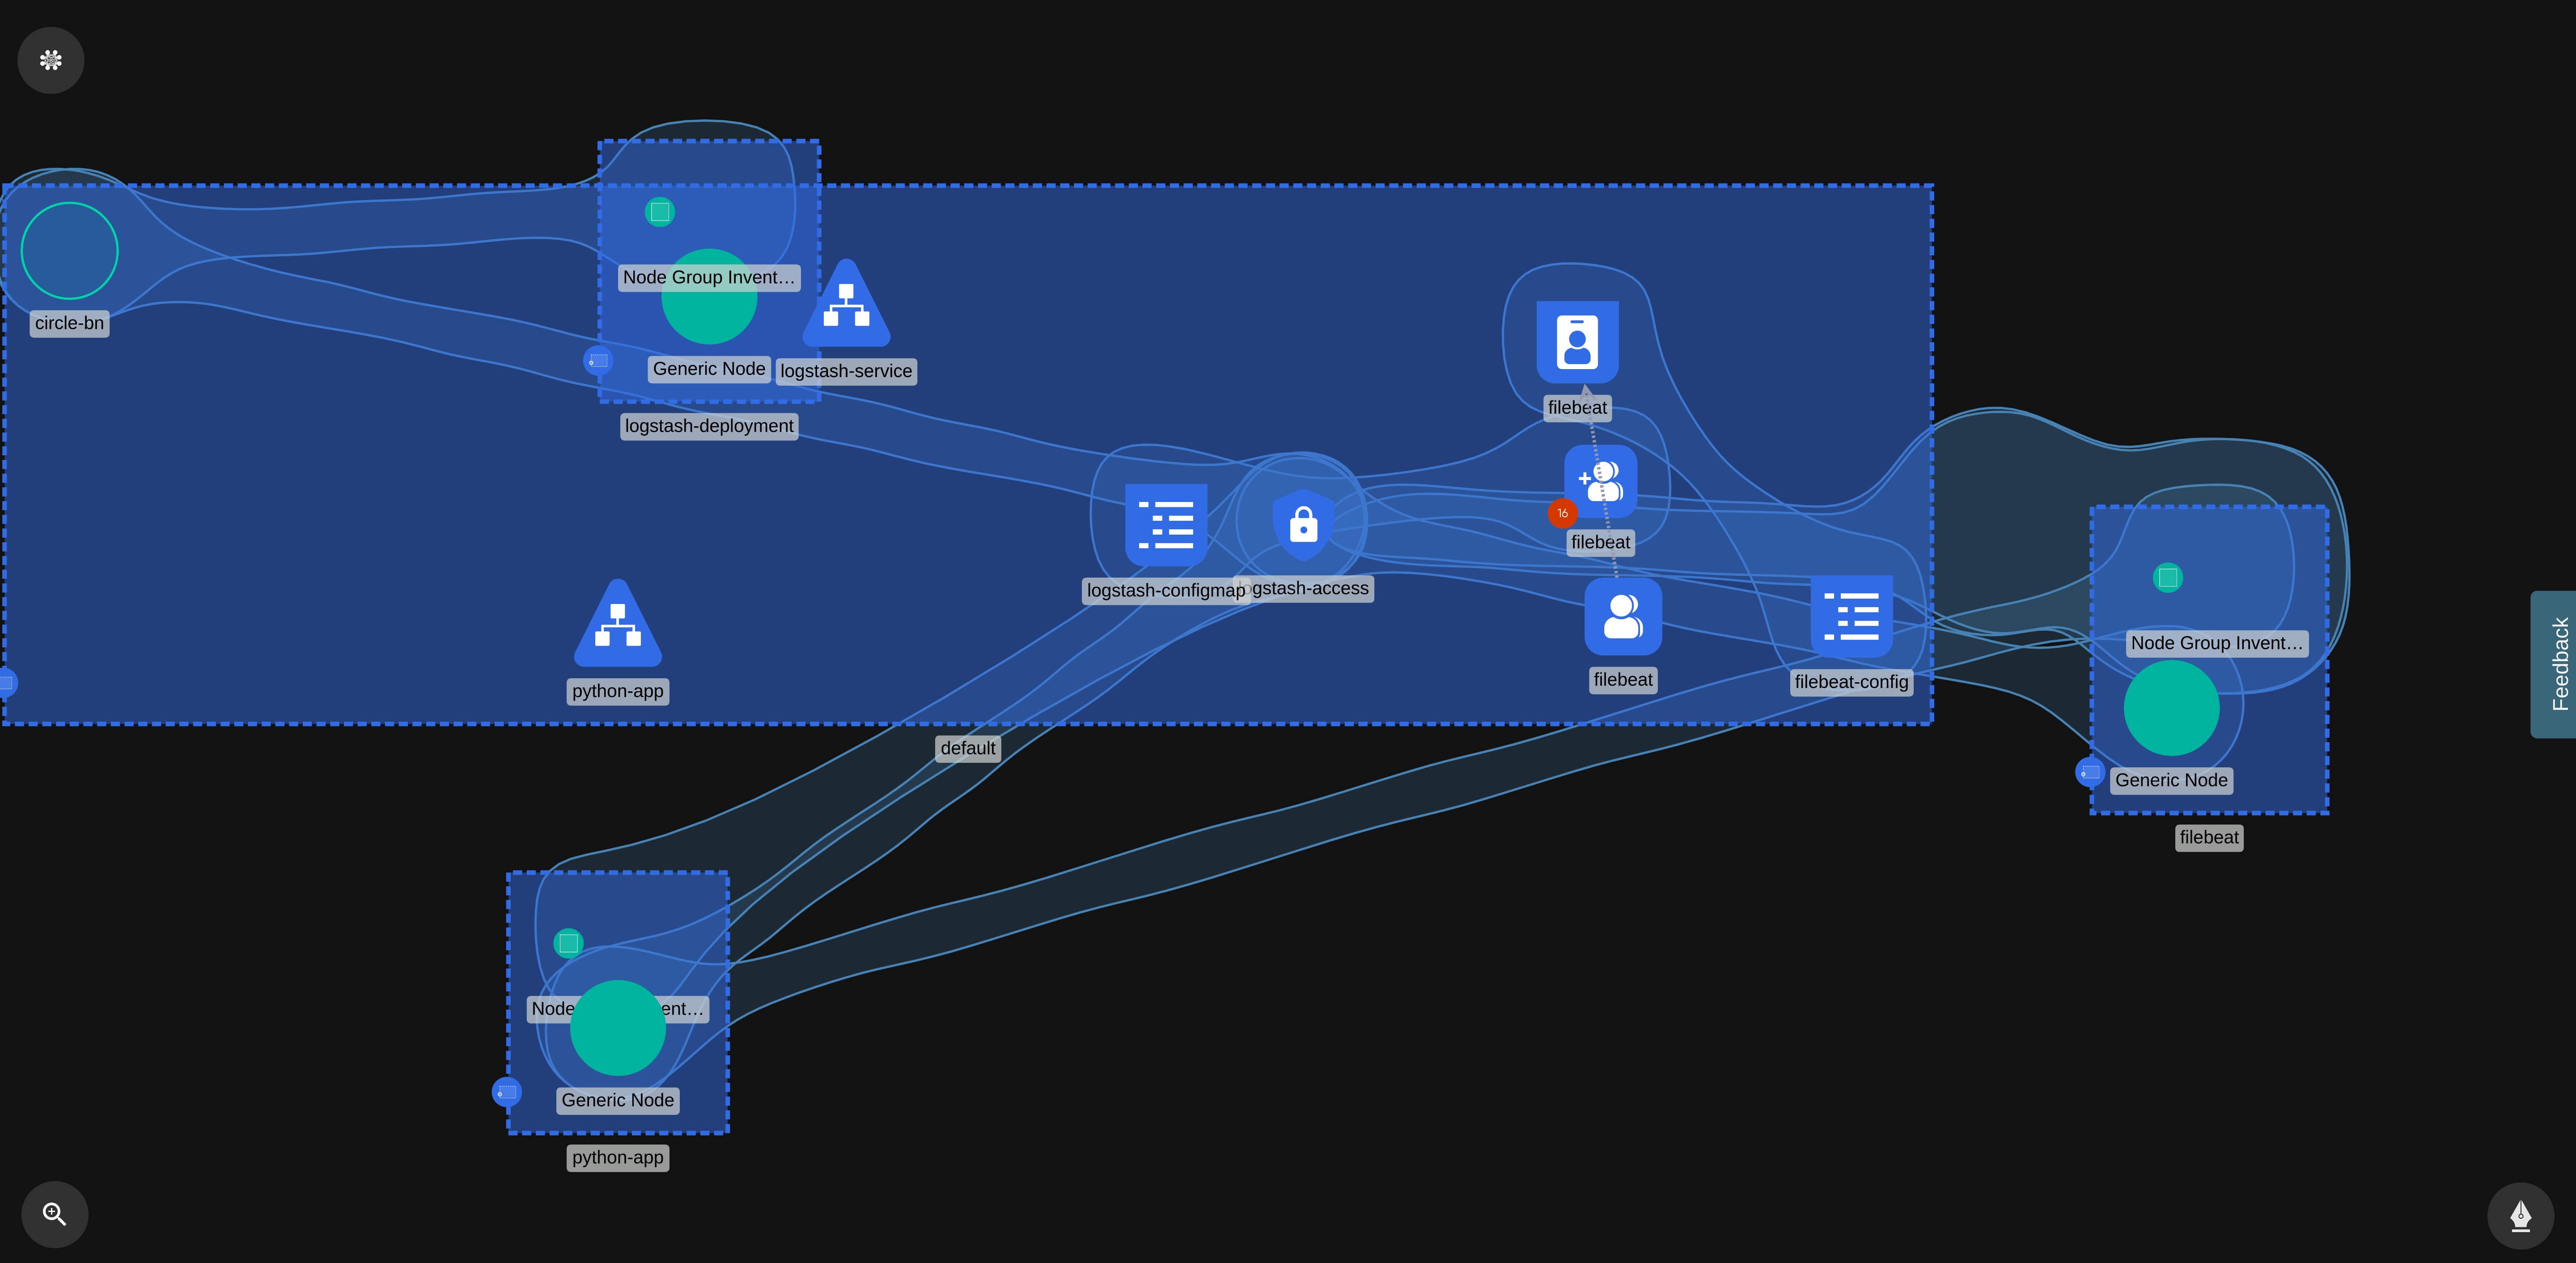 circle-bn
Node Group Invent...
Generic Node
logstash-service
logstash-deployment
filebeat
16
filebeat
logstash-configmap
ogstash-access
filebeat
filebeat-config
python-app
default
Node Group Invent...
Generic Node
filebeat
Feedback
Node
ent...
Generic Node
python-app